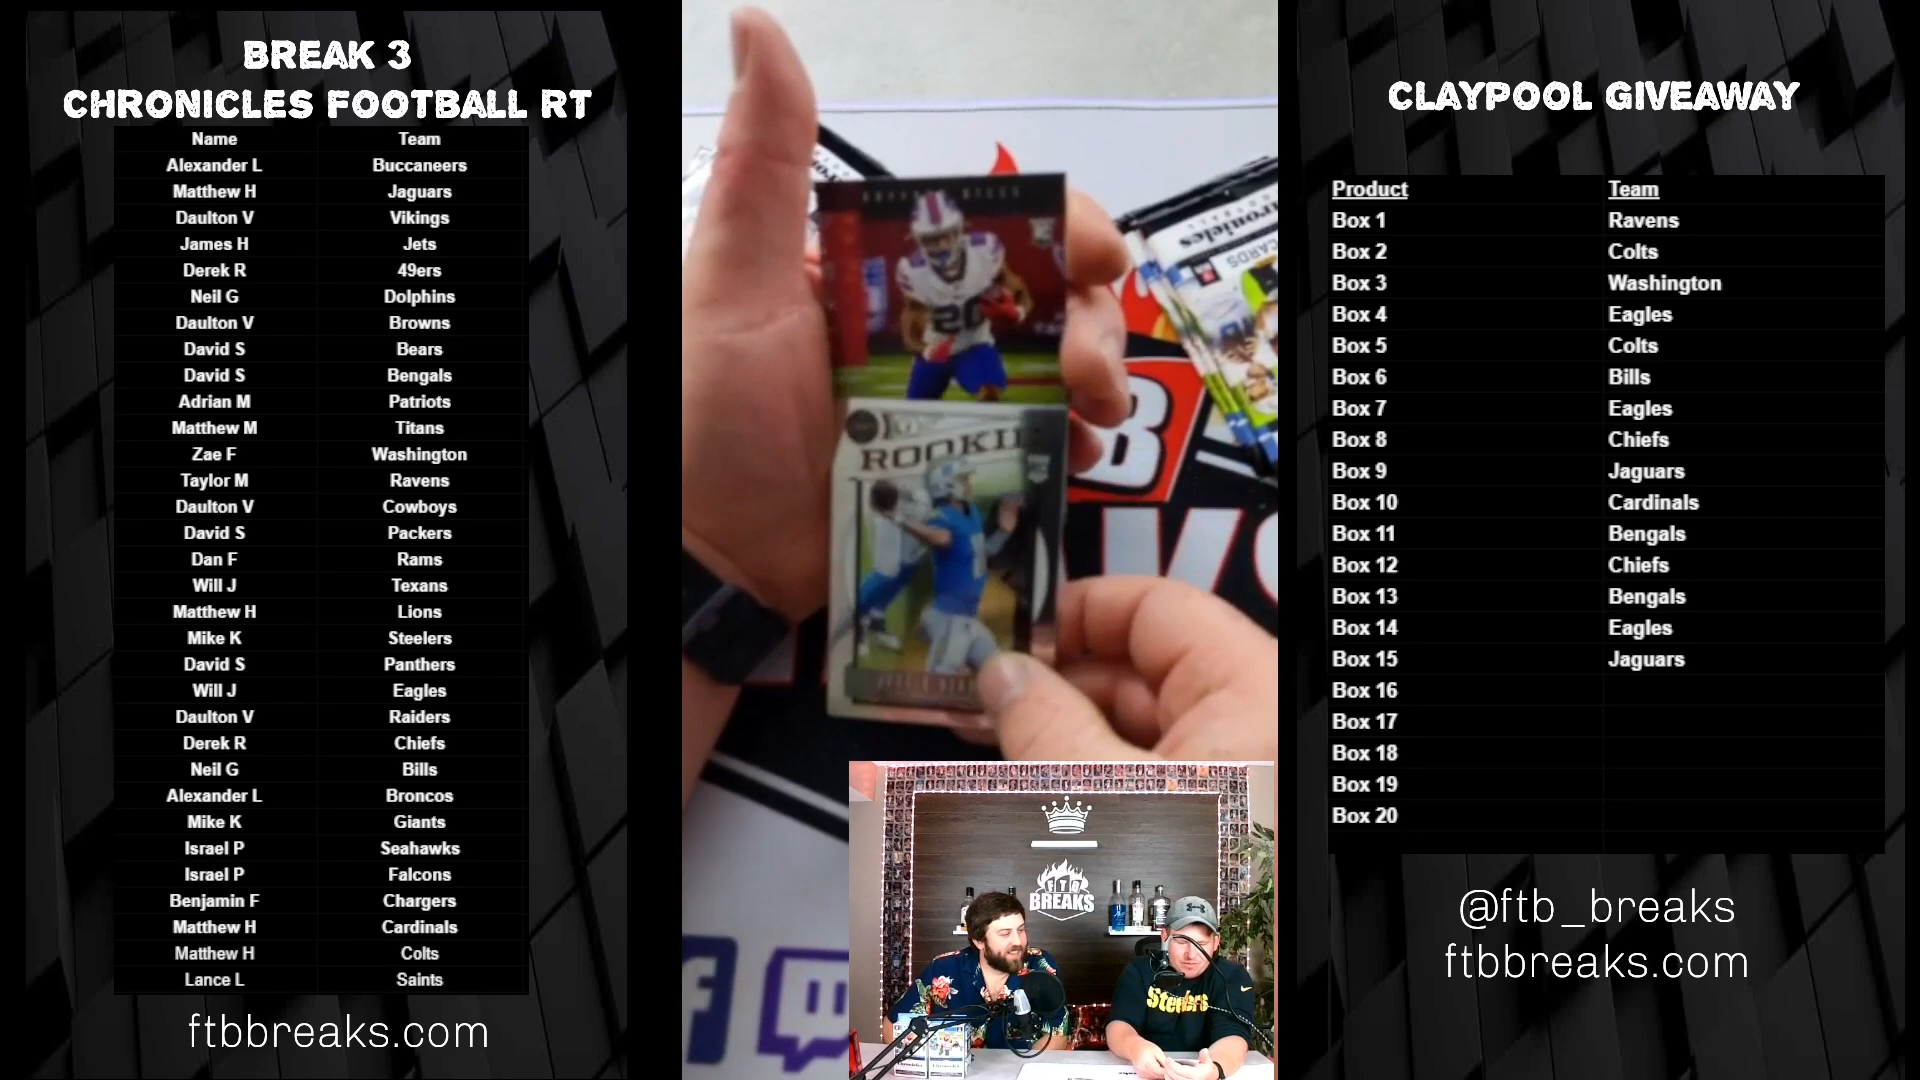 BREAK 3
CHRONICLES FOOTBALL RT
Name Team
Alexander L Buccaneers
Matthew H Jaguars
Daulton V Vikings
James H Jets
Derek R 49ers
Neil G Dolphins
Daulton V Browns
David S Bears
David S Bengals
Adrian M Patriots
Matthew M Titans
Zae F Washington
Taylor M Ravens
Daulton V Cowboys
David S Packers
Dan F Rams
Will J Texans
Matthew H Lions
Mike K Steelers
David S Panthers
Will J Eagles
Daulton V Raiders
Derek R Chiefs
Neil G Bills
Alexander L Broncos
Mike K Giants
Israel P Seahawks
Israel P Falcons
Benjamin F Chargers
Matthew H Cardinals
Matthew H Colts
Lance L Saints
ftbbreaks.com
BILLS
20
ROOKIE
Chronicles
CARDS
B
FTB
BREAKS
Steelers
CLAYPOOL GIVEAWAY
Product Team
Box 1 Ravens
Box 2 Colts
Box 3 Washington
Box 4 Eagles
Box 5 Colts
Box 6 Bills
Box 7 Eagles
Box 8 Chiefs
Box 9 Jaguars
Box 10 Cardinals
Box 11 Bengals
Box 12 Chiefs
Box 13 Bengals
Box 14 Eagles
Box 15 Jaguars
Box 16
Box 17
Box 18
Box 19
Box 20
@ftb_breaks
ftbbreaks.com